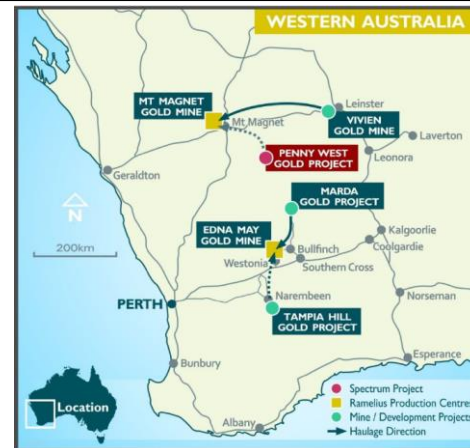 WESTERN AUSTRALIA
MT MAGNET
GOLD MINE
Leinster
Mt Magnet
VIVIEN
GOLD MINE
Laverton
PENNY WEST
GOLD PROJECT
Leonora
Geraldton
MARDA
GOLD PROJECT
N
EDNA MAY
GOLD MINE
Kalgoorlie
Coolgardie
200km
Bullfinch
Westonia
Southern Cross
PERTH
Narembeen
Norseman
TAMPIA HILL
GOLD PROJECT
Bunbury
Esperance
Albany
Location
Spectrum Project
Ramelius Production Centres
Mine / Development Projects
Haulage Direction